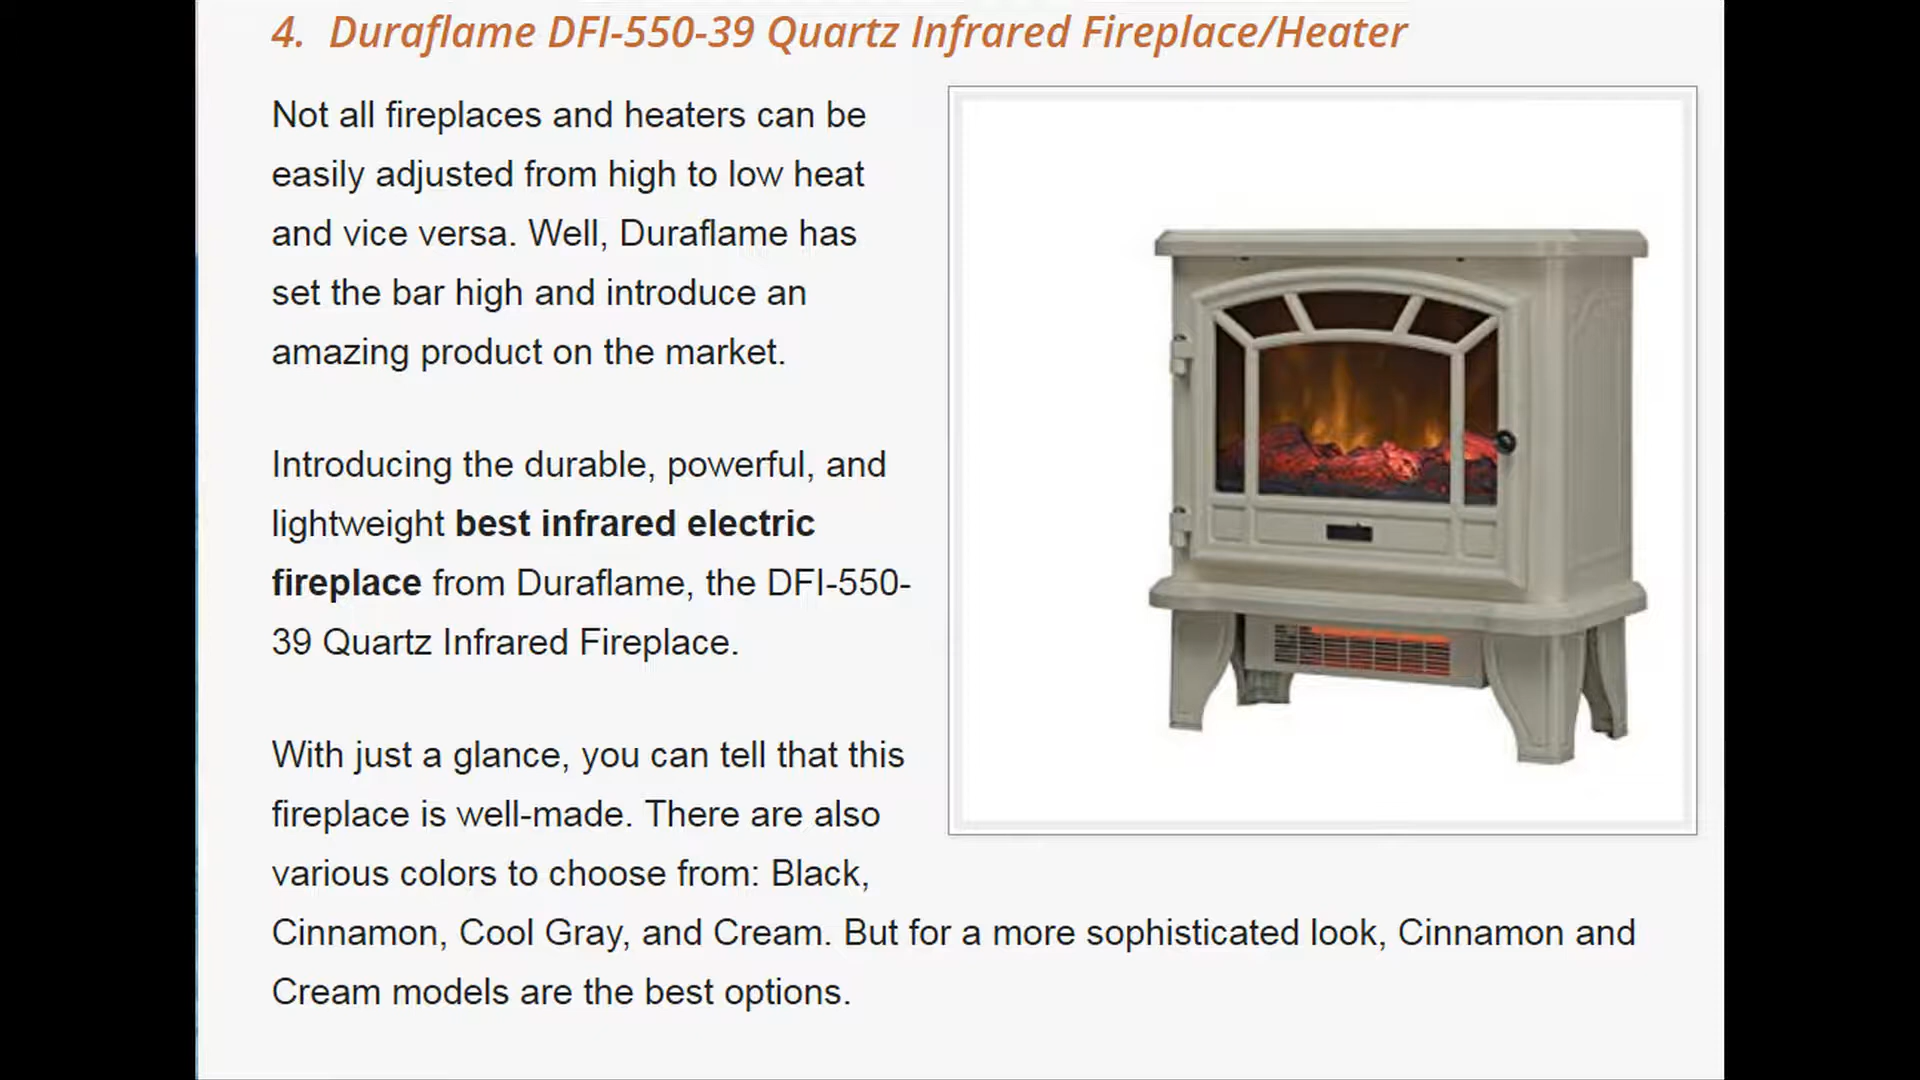 4. Duraflame DFI-550-39 Quartz Infrared Fireplace/Heater
Not all fireplaces and heaters can be
easily adjusted from high to low heat
and vice versa. Well, Duraflame has
set the bar high and introduce an
amazing product on the market.
Introducing the durable, powerful, and
lightweight best infrared electric
fireplace from Duraflame, the DFI-550-
39 Quartz Infrared Fireplace.
With just a glance, you can tell that this
fireplace is well-made. There are also
various colors to choose from: Black,
Cinnamon, Cool Gray, and Cream. But for a more sophisticated look, Cinnamon and
Cream models are the best options.